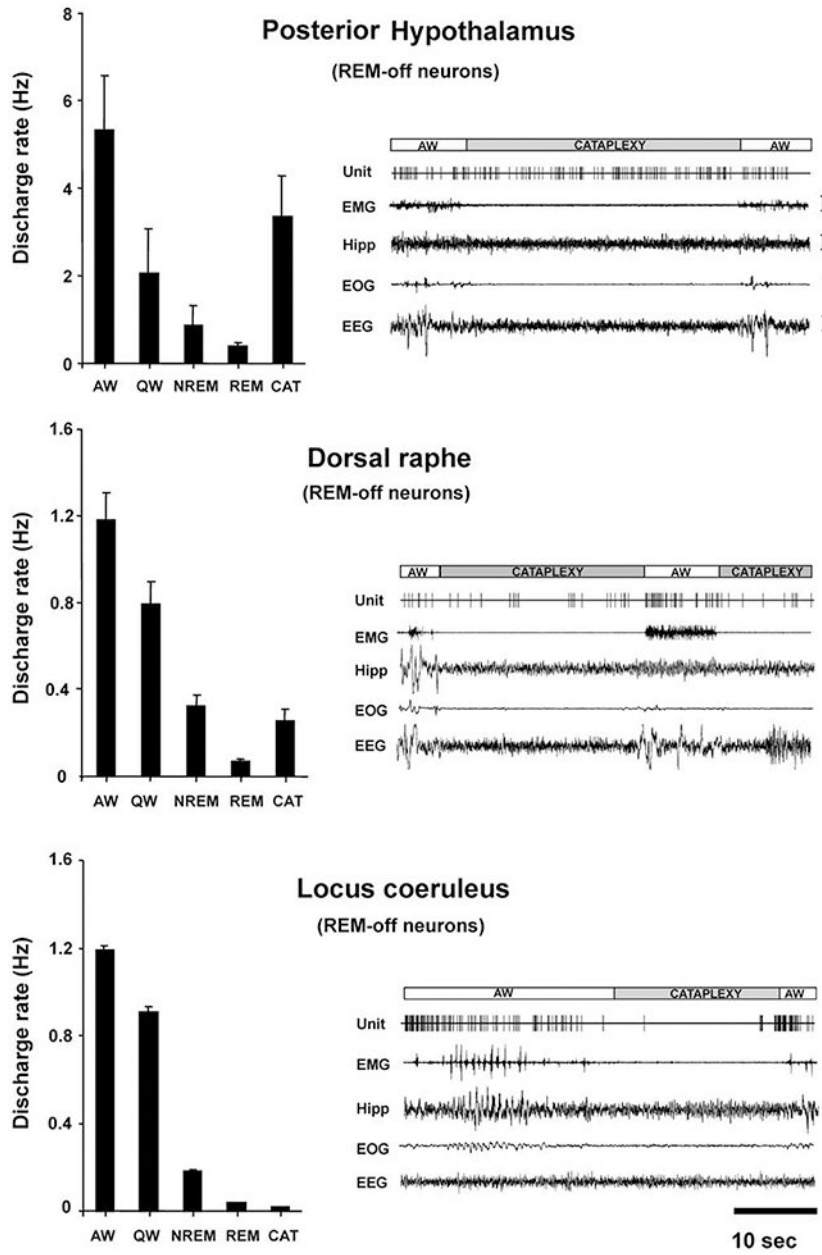 Posterior Hypothalamus
(REM-off neurons)
Discharge rate (Hz)
8
6
4
2
0
AW QW NREM REM CAT
AW CATAPLEXY AW
Unit
EMG
Hipp
EOG
EEG
Dorsal raphe
(REM-off neurons)
Discharge rate (Hz)
1.6
1.2
0.8
0.4
0
AW QW NREM REM CAT
AW CATAPLEXY AW CATAPLEXY
Unit
EMG
Hipp
EOG
EEG
Locus coeruleus
(REM-off neurons)
Discharge rate (Hz)
1.6
1.2
0.8
0.4
0
AW QW NREM REM CAT
AW CATAPLEXY AW
Unit
EMG
Hipp
EOG
EEG
10 sec